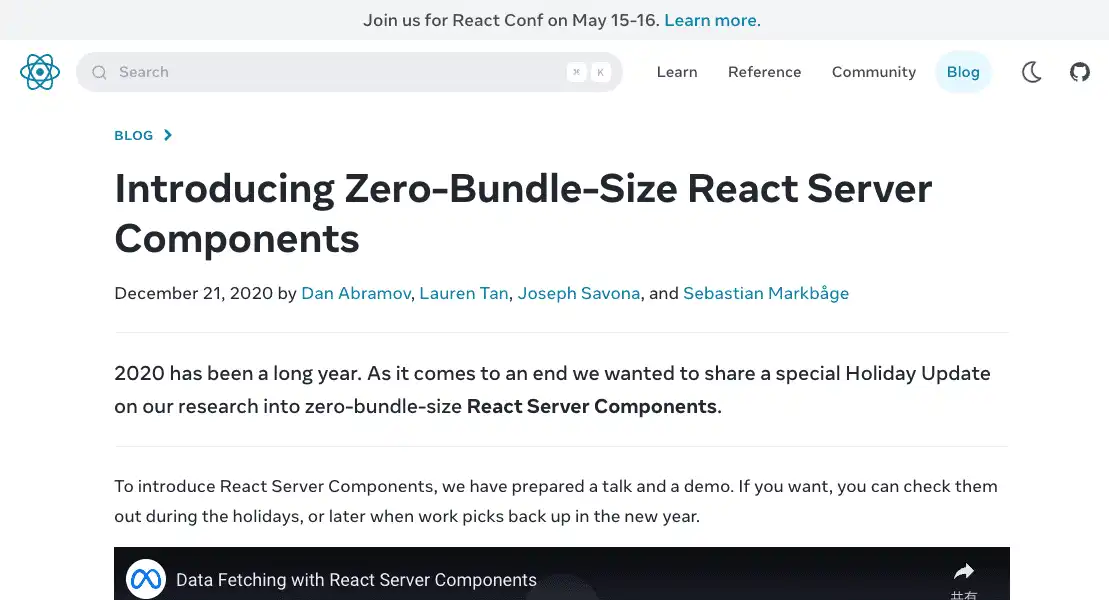 Join us for React Conf on May 15-16. Learn more.
Search
⌘ K
Learn
Reference
Community
Blog
BLOG
Introducing Zero-Bundle-Size React Server
Components
December 21, 2020 by Dan Abramov, Lauren Tan, Joseph Savona, and Sebastian Markbåge
2020 has been a long year. As it comes to an end we wanted to share a special Holiday Update
on our research into zero-bundle-size React Server Components.
To introduce React Server Components, we have prepared a talk and a demo. If you want, you can check them
out during the holidays, or later when work picks back up in the new year.
Data Fetching with React Server Components
共有